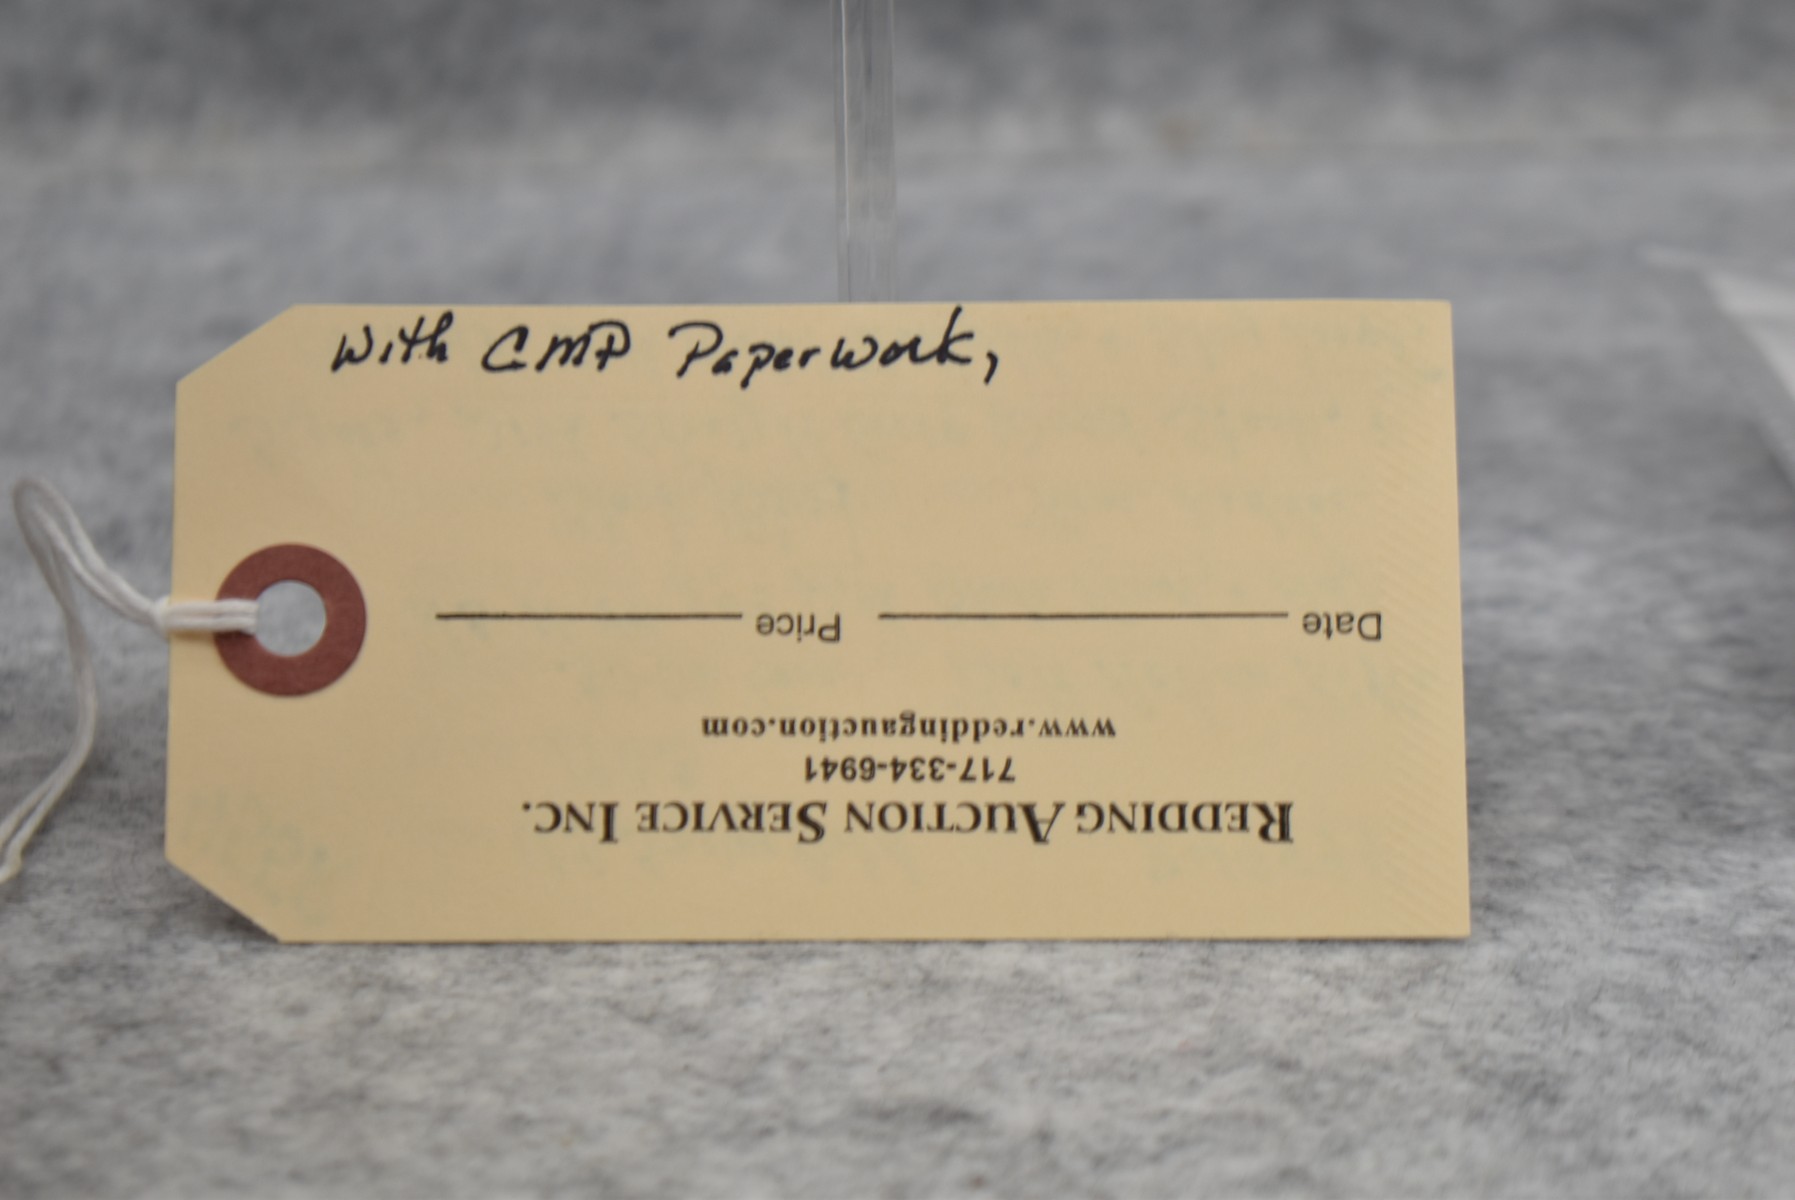 With CMP Paperwork,
REDDING AUCTION SERVICE INC.
717-334-6941
www.reddingauction.com
Date Price